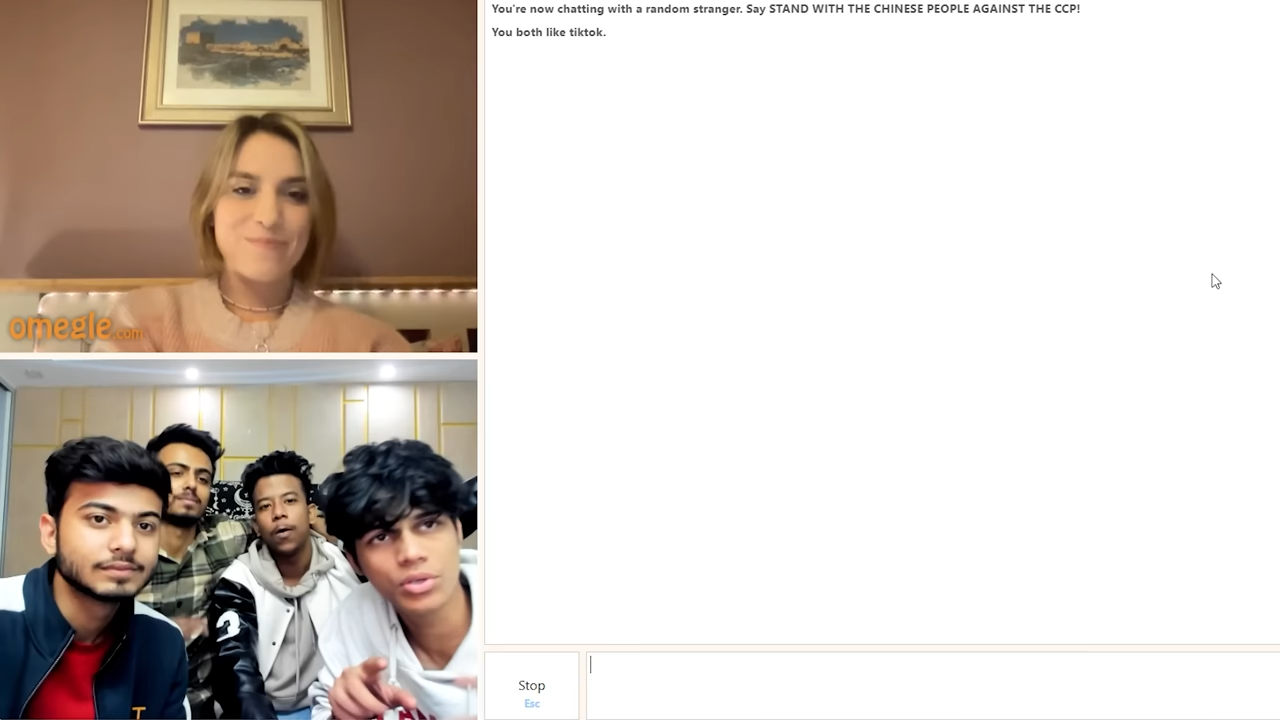 You're now chatting with a random stranger. Say STAND WITH THE CHINESE PEOPLE AGAINST THE CCP!
You both like tiktok.
omegle.com
Stop
Esc